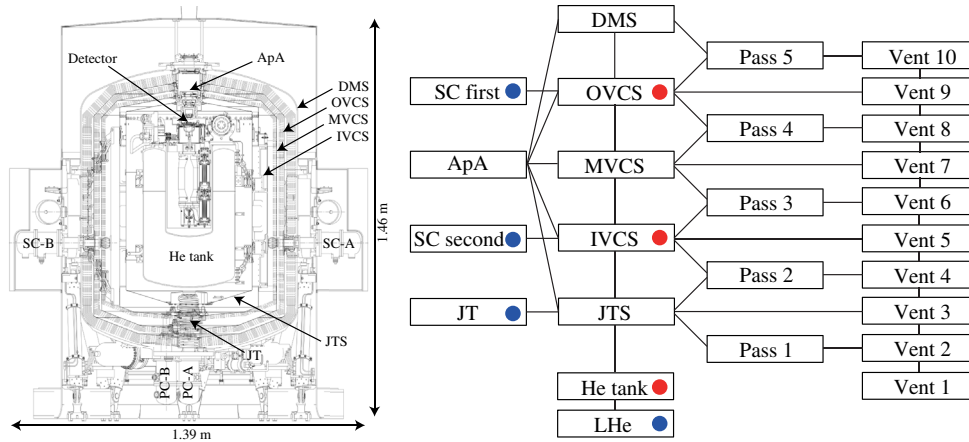 Detector
ApA
DMS
OVCS
MVCS
IVCS
SC-B
SC-A
He tank
JTS
JT
PC-B
PC-A
1.46 m
1.39 m
DMS
Pass 5
Vent 10
SC first
OVCS
Vent 9
Pass 4
Vent 8
ApA
MVCS
Vent 7
Pass 3
Vent 6
SC second
IVCS
Vent 5
Pass 2
Vent 4
JT
JTS
Vent 3
Pass 1
Vent 2
He tank
Vent 1
LHe